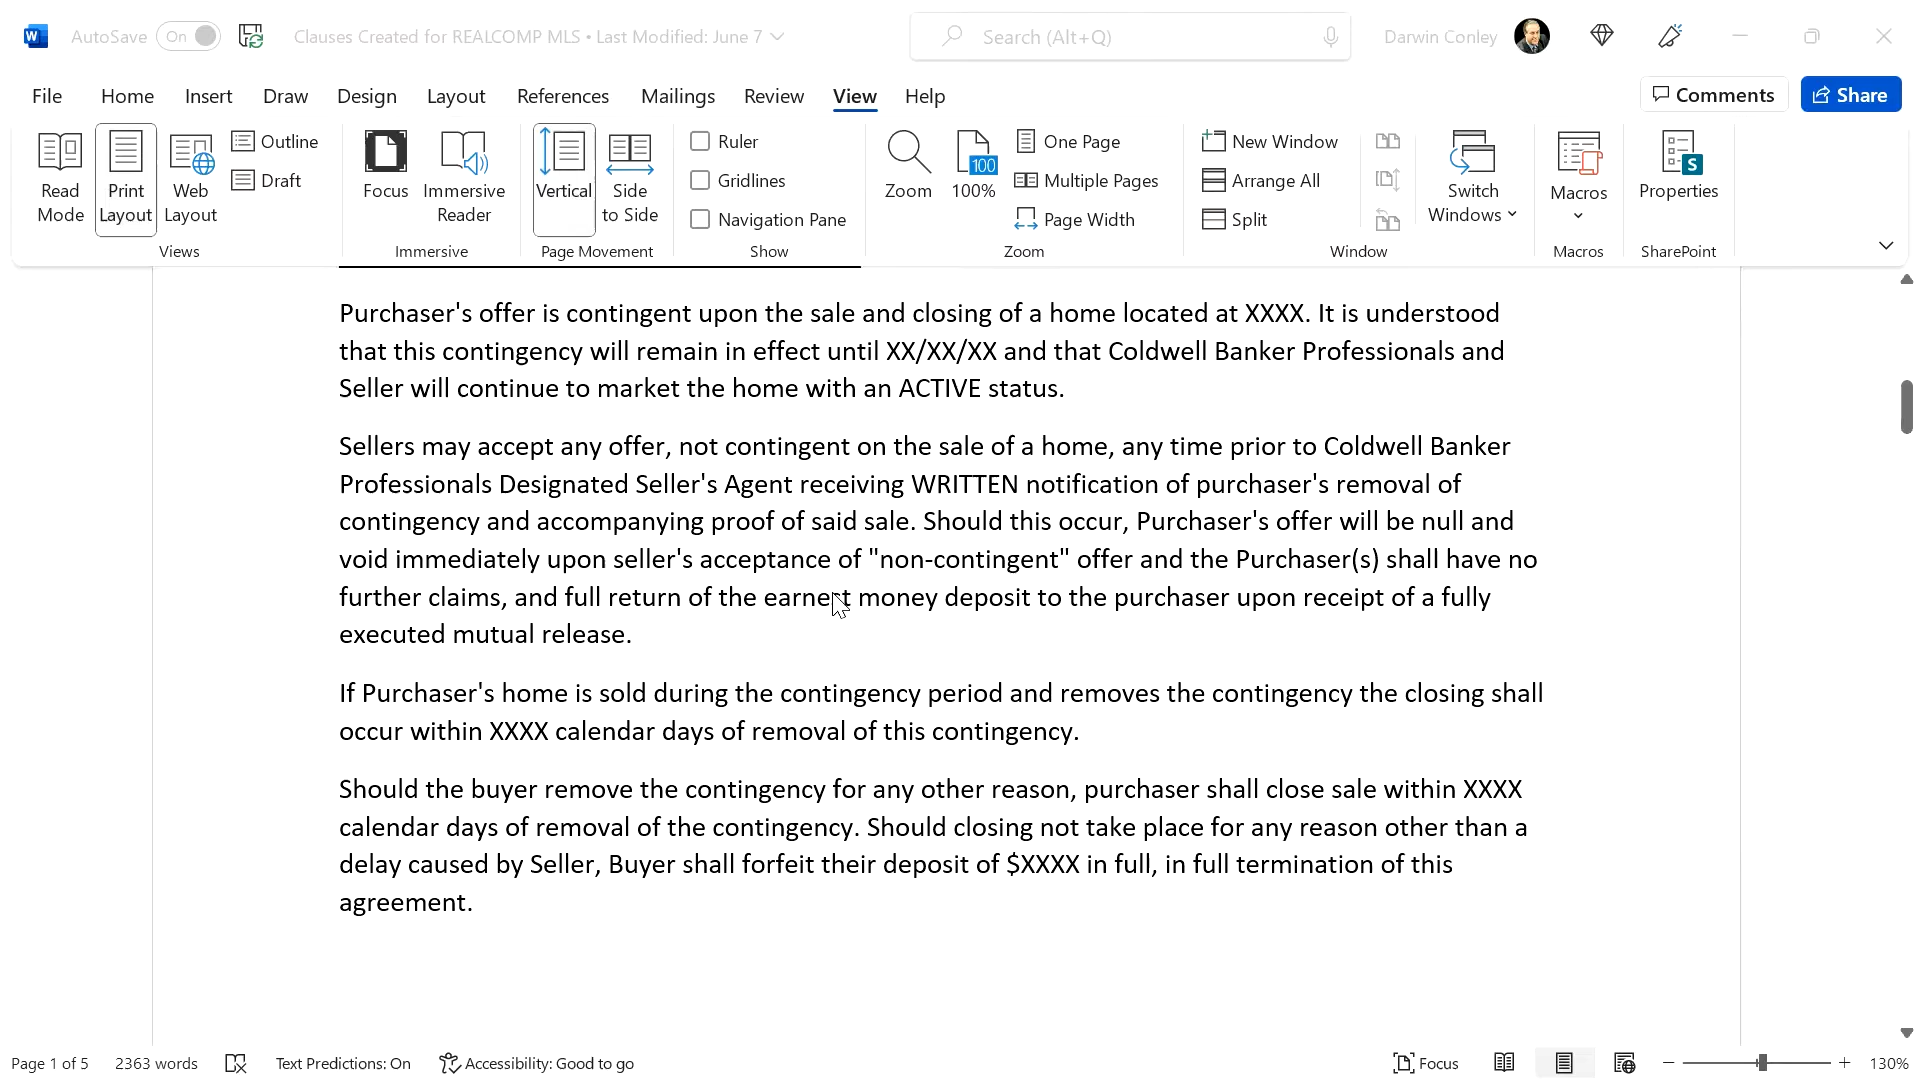 AutoSave On Clauses Created for REALCOMP MLS • Last Modified: June 7 Search (Alt+Q) Darwin Conley
File Home Insert Draw Design Layout References Mailings Review View Help Comments Share
Read Mode
Print Layout
Web Layout
Outline
Draft
Views
Focus
Immersive Reader
Immersive
Vertical
Side to Side
Page Movement
Ruler
Gridlines
Navigation Pane
Show
Zoom
100
100%
One Page
Multiple Pages
Page Width
Zoom
New Window
Arrange All
Split
Switch Windows
Window
Macros
Macros
S
Properties
SharePoint
Purchaser's offer is contingent upon the sale and closing of a home located at XXXX. It is understood
that this contingency will remain in effect until XX/XX/XX and that Coldwell Banker Professionals and
Seller will continue to market the home with an ACTIVE status.
Sellers may accept any offer, not contingent on the sale of a home, any time prior to Coldwell Banker
Professionals Designated Seller's Agent receiving WRITTEN notification of purchaser's removal of
contingency and accompanying proof of said sale. Should this occur, Purchaser's offer will be null and
void immediately upon seller's acceptance of "non-contingent" offer and the Purchaser(s) shall have no
further claims, and full return of the earnest money deposit to the purchaser upon receipt of a fully
executed mutual release.
If Purchaser's home is sold during the contingency period and removes the contingency the closing shall
occur within XXXX calendar days of removal of this contingency.
Should the buyer remove the contingency for any other reason, purchaser shall close sale within XXXX
calendar days of removal of the contingency. Should closing not take place for any reason other than a
delay caused by Seller, Buyer shall forfeit their deposit of $XXXX in full, in full termination of this
agreement.
Page 1 of 5 2363 words Text Predictions: On Accessibility: Good to go Focus 130%